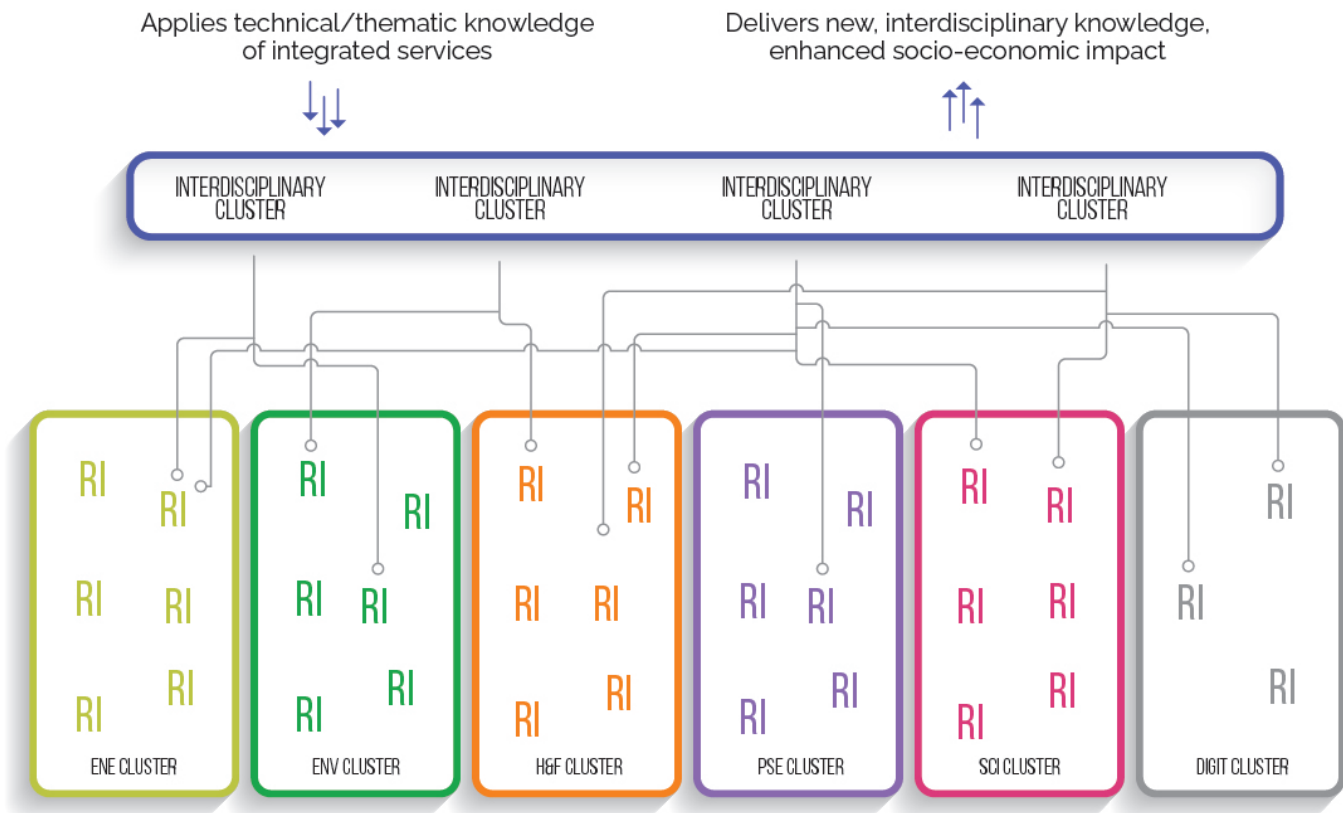 Applies technical/thematic knowledge
of integrated services
Delivers new, interdisciplinary knowledge,
enhanced socio-economic impact
INTERDISCIPLINARY
CLUSTER
INTERDISCIPLINARY
CLUSTER
INTERDISCIPLINARY
CLUSTER
INTERDISCIPLINARY
CLUSTER
RI
RI
RI
RI
RI
RI
ENE CLUSTER
RI
RI
RI
RI
RI
RI
ENV CLUSTER
RI
RI
RI
RI
RI
RI
H&F CLUSTER
RI
RI
RI
RI
RI
RI
PSE CLUSTER
RI
RI
RI
RI
RI
RI
SCI CLUSTER
RI
RI
RI
DIGIT CLUSTER